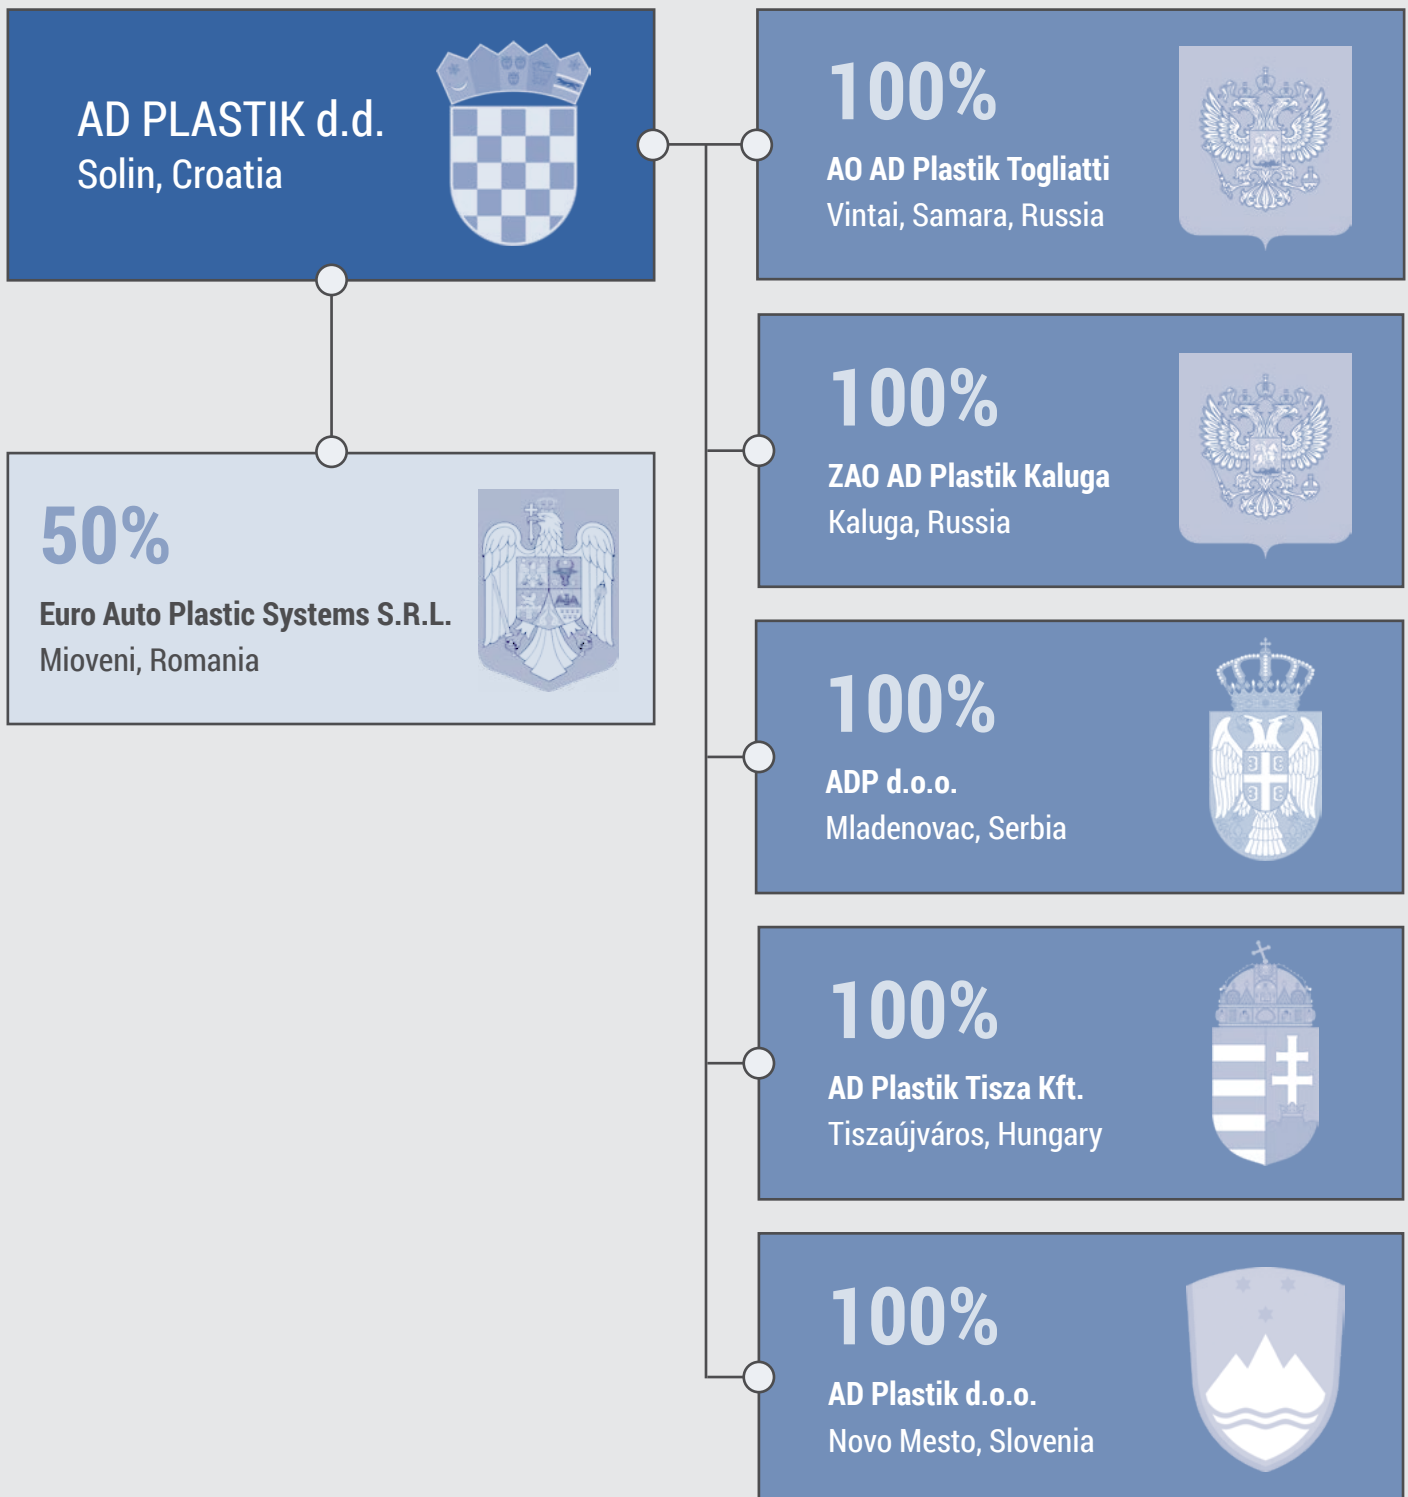 AD PLASTIK d.d.
Solin, Croatia
50%
Euro Auto Plastic Systems S.R.L.
Mioveni, Romania
100%
AO AD Plastik Togliatti
Vintai, Samara, Russia
100%
ZAO AD Plastik Kaluga
Kaluga, Russia
100%
ADP d.o.o.
Mladenovac, Serbia
100%
AD Plastik Tisza Kft.
Tiszaújváros, Hungary
100%
AD Plastik d.o.o.
Novo Mesto, Slovenia